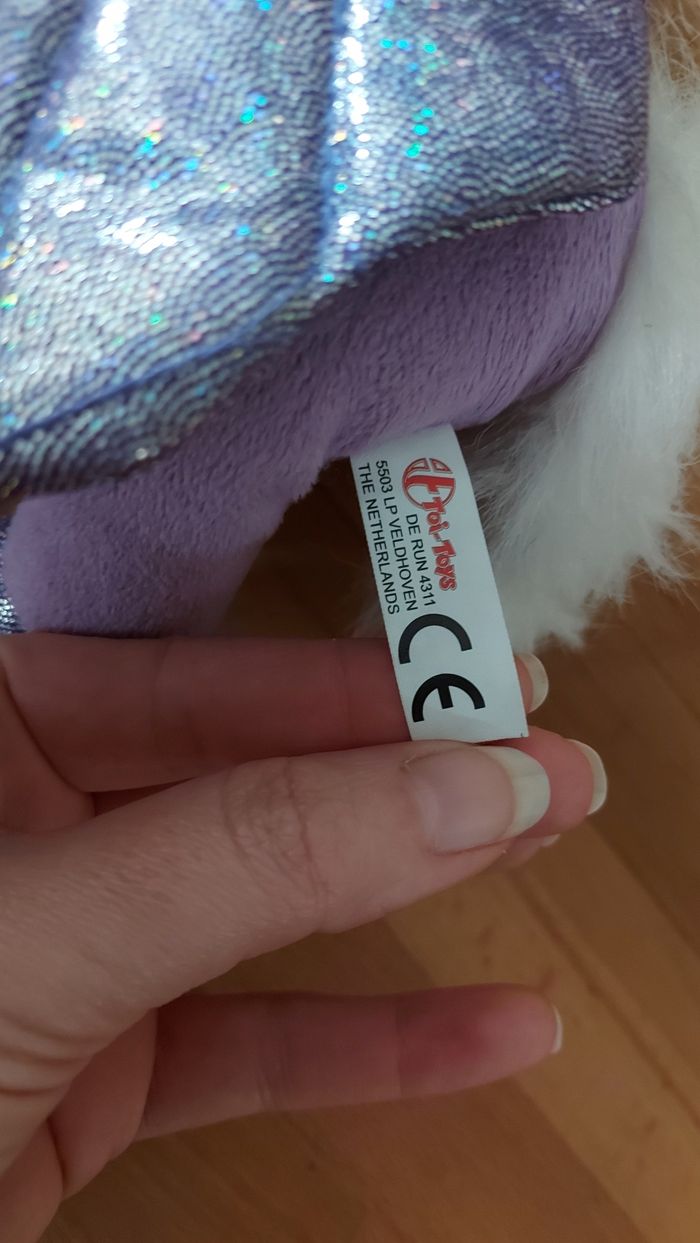 Toi-Toys
DE RUN 4311
5503 LP VELDHOVEN
THE NETHERLANDS
CE